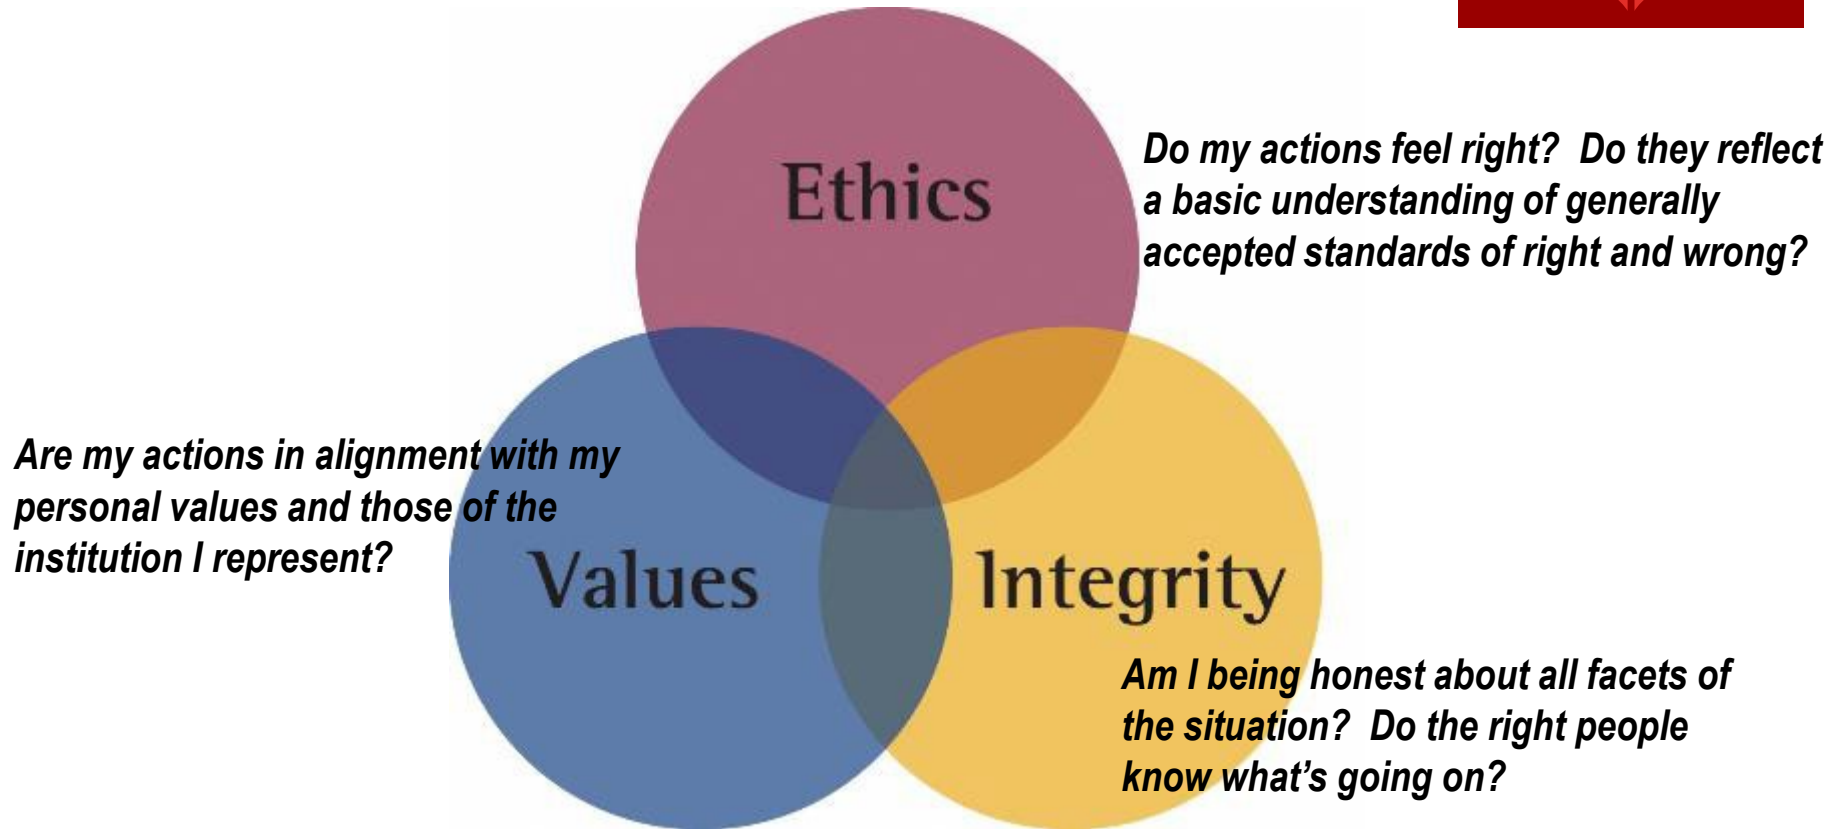 Ethics
Do my actions feel right?  Do they reflect
a basic understanding of generally
accepted standards of right and wrong?
Are my actions in alignment with my
personal values and those of the
institution I represent?
Values
Integrity
Am I being honest about all facets of
the situation?  Do the right people
know what’s going on?